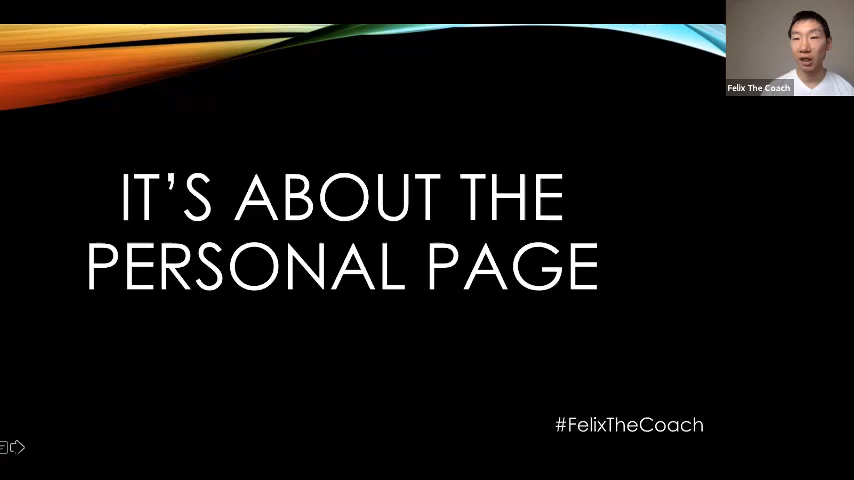 Felix The Coach
IT'S ABOUT THE
PERSONAL PAGE
#FelixTheCoach